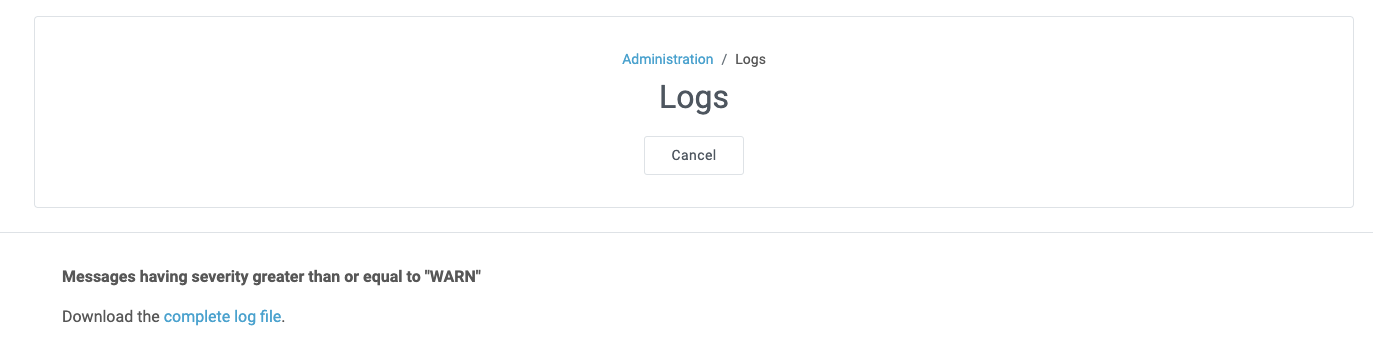 Administration / Logs
Logs
Cancel
Messages having severity greater than or equal to "WARN"
Download the complete log file.